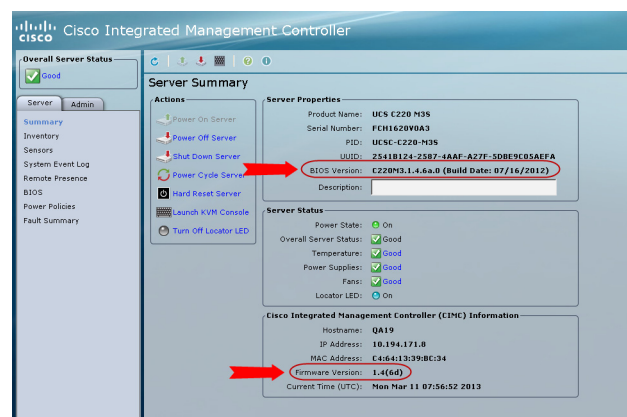 cisco Cisco Integrated Management Controller
Overall Server Status
Good
Server Admin
Summary
Inventory
Sensors
System Event Log
Remote Presence
BIOS
Power Policies
Fault Summary
Server Summary
Actions
Power On Server
Power Off Server
Shut Down Server
Power Cycle Server
Hard Reset Server
Launch KVM Console
Turn Off Locator LED
Server Properties
Product Name: UCS C220 M3S
Serial Number: FCH1620V0A3
PID: UCSC-C220-M3S
UUID: 2541B124-2587-4AAF-A27F-5DBE9C05AEFA
BIOS Version: C220M3.1.4.6a.0 (Build Date: 07/16/2012)
Description:
Server Status
Power State: On
Overall Server Status: Good
Temperature: Good
Power Supplies: Good
Fans: Good
Locator LED: On
Cisco Integrated Management Controller (CIMC) Information
Hostname: QA19
IP Address: 10.194.171.8
MAC Address: C4:64:13:39:BC:34
Firmware Version: 1.4(6d)
Current Time (UTC): Mon Mar 11 07:56:52 2013